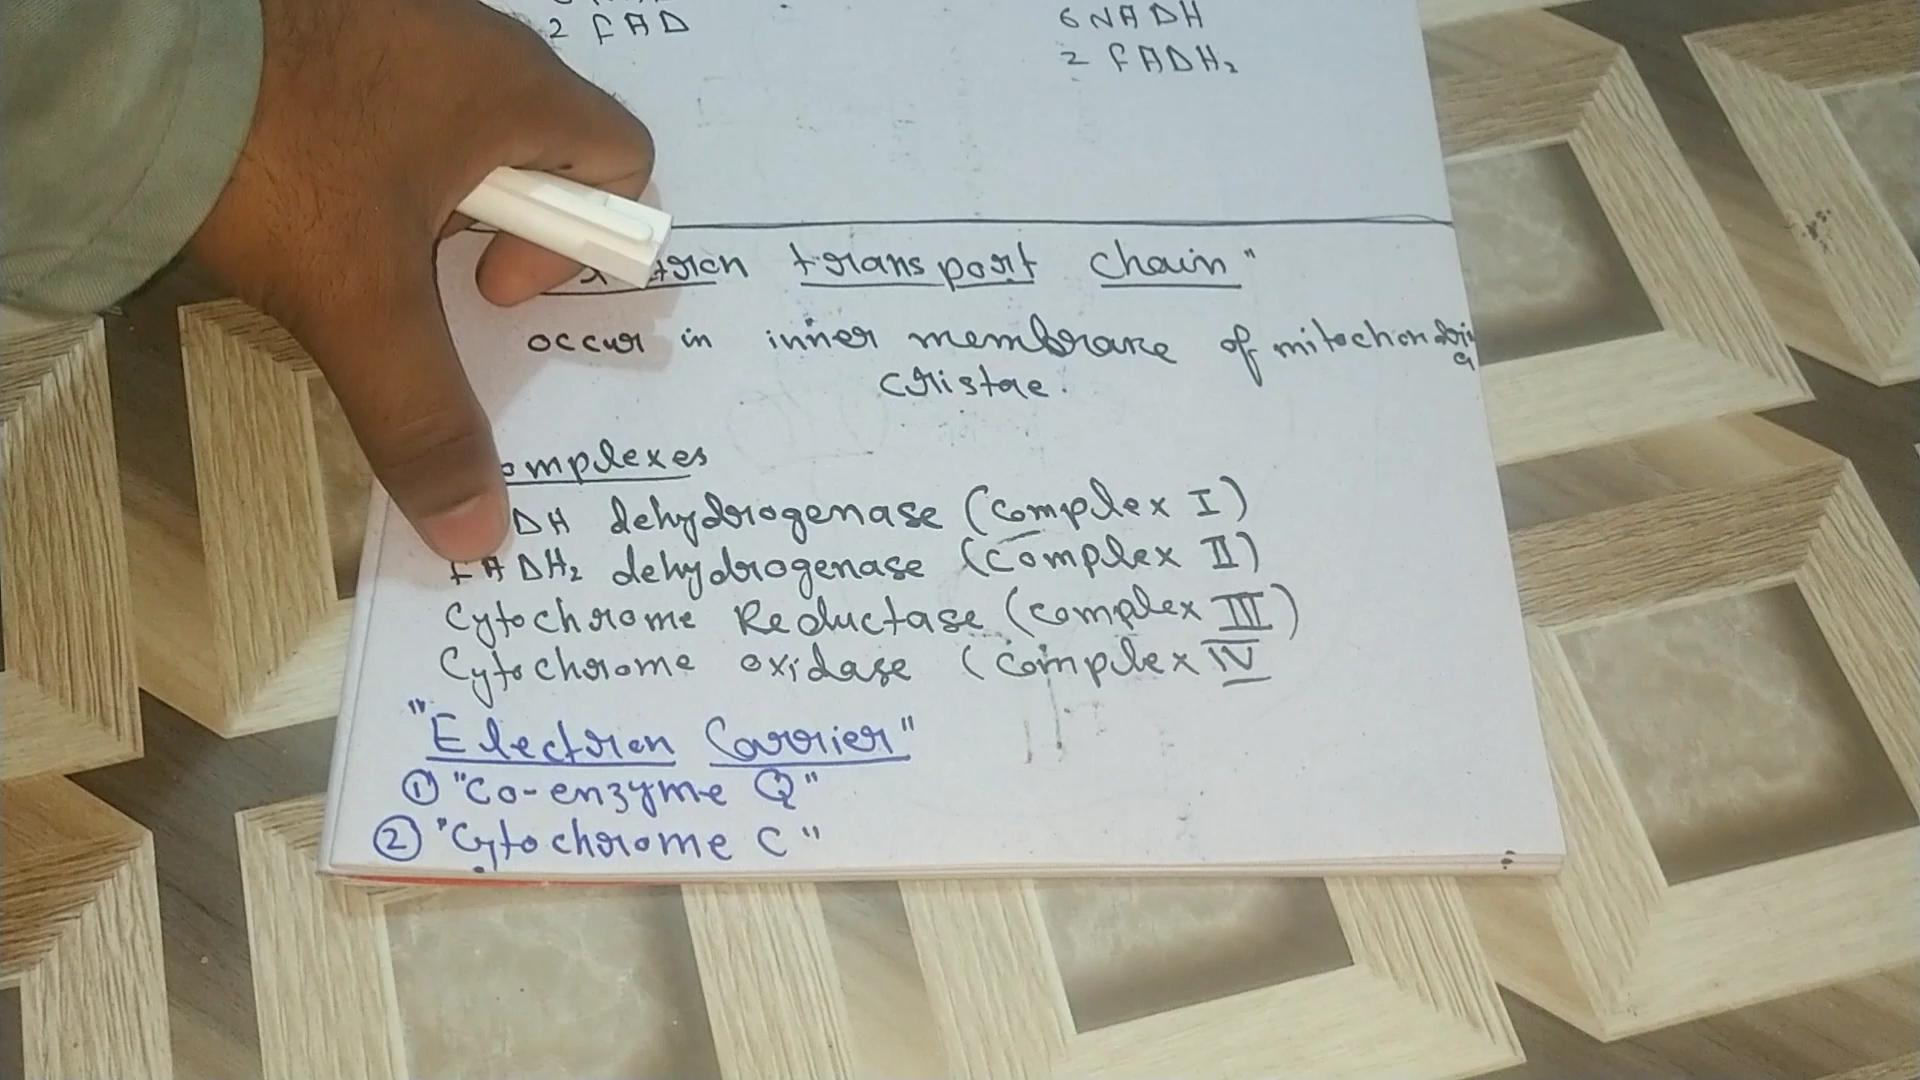 2 FAD
6 NADH
2 FADH₂
transport chain"
occur in inner membrane of mitochondria
cristae.
omplexes
DH dehydrogenase (complex I)
FADH₂ dehydrogenase (complex II)
Cytochrome Reductase (complex III)
Cytochrome oxidase (complex IV
"Electron Carrier"
① "Co-enzyme Q"
② "Cytochrome C"